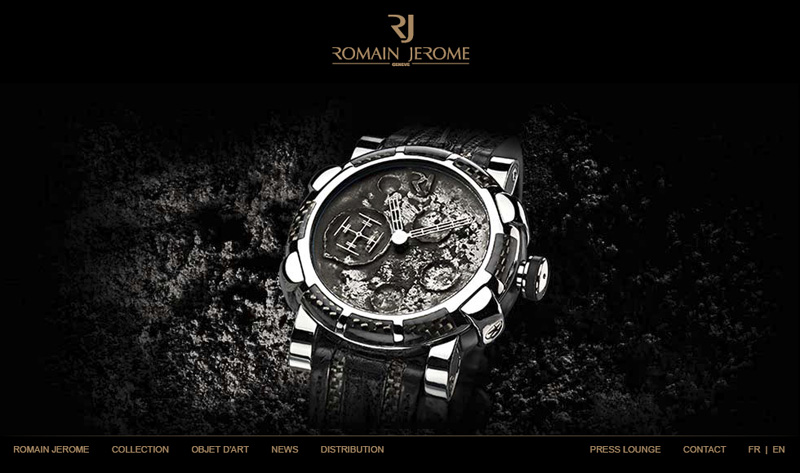 RJ
ROMAIN JEROME
GENEVE
ROMAIN JEROME COLLECTION OBJET D'ART NEWS DISTRIBUTION PRESS LOUNGE CONTACT FR | EN